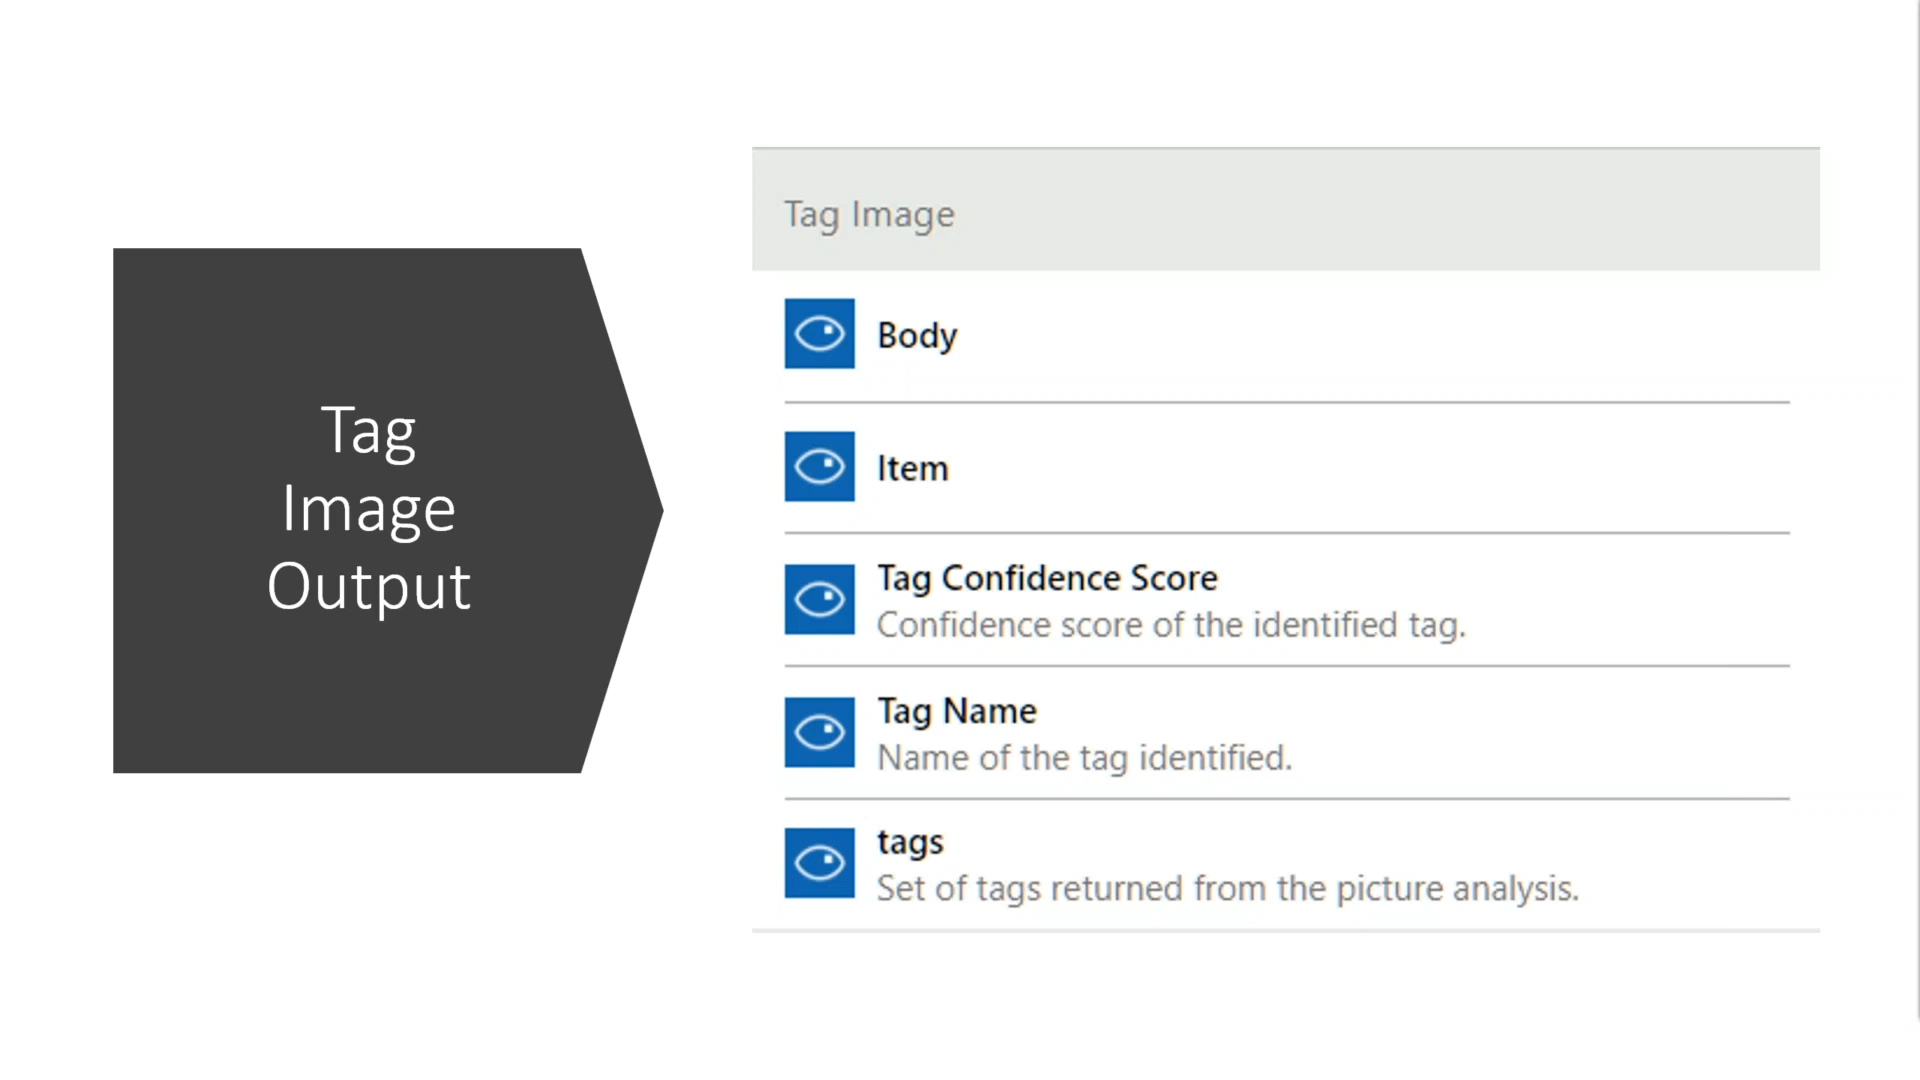 Tag
Image
Output
Tag Image
Body
Item
Tag Confidence Score
Confidence score of the identified tag.
Tag Name
Name of the tag identified.
tags
Set of tags returned from the picture analysis.